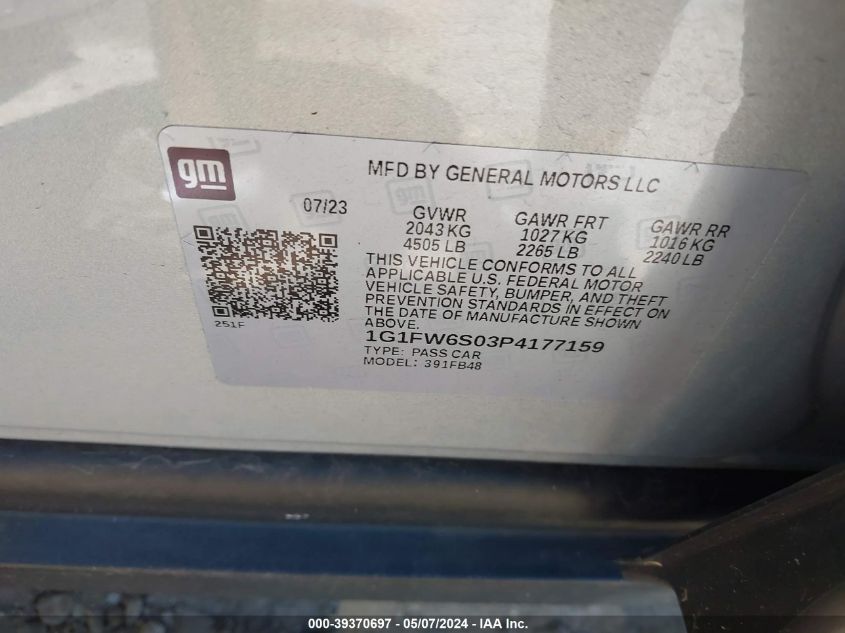 gm
MFD BY GENERAL MOTORS LLC
07/23
GVWR
2043 KG
4505 LB
GAWR FRT
1027 KG
2265 LB
GAWR RR
1016 KG
2240 LB
THIS VEHICLE CONFORMS TO ALL
APPLICABLE U.S. FEDERAL MOTOR
VEHICLE SAFETY, BUMPER, AND THEFT
PREVENTION STANDARDS IN EFFECT ON
THE DATE OF MANUFACTURE SHOWN
ABOVE.
251F
1G1FW6S03P4177159
TYPE: PASS CAR
MODEL: 391FB48
000-39370697 - 05/07/2024 - IAA Inc.